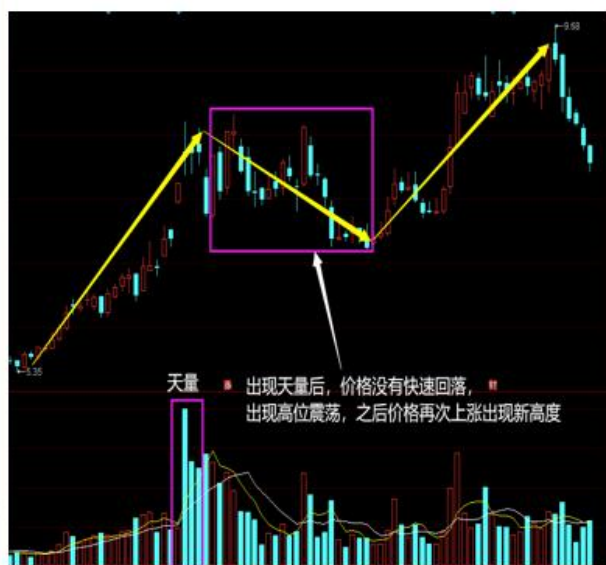 ←9.68
←5.35
天量
涨
财
出现天量后，价格没有快速回落，
出现高位震荡，之后价格再次上涨出现新高度